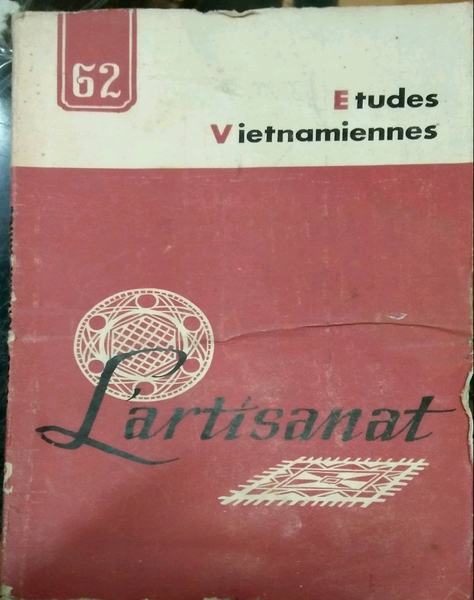 62
Etudes
Vietnamiennes
L'artisanat